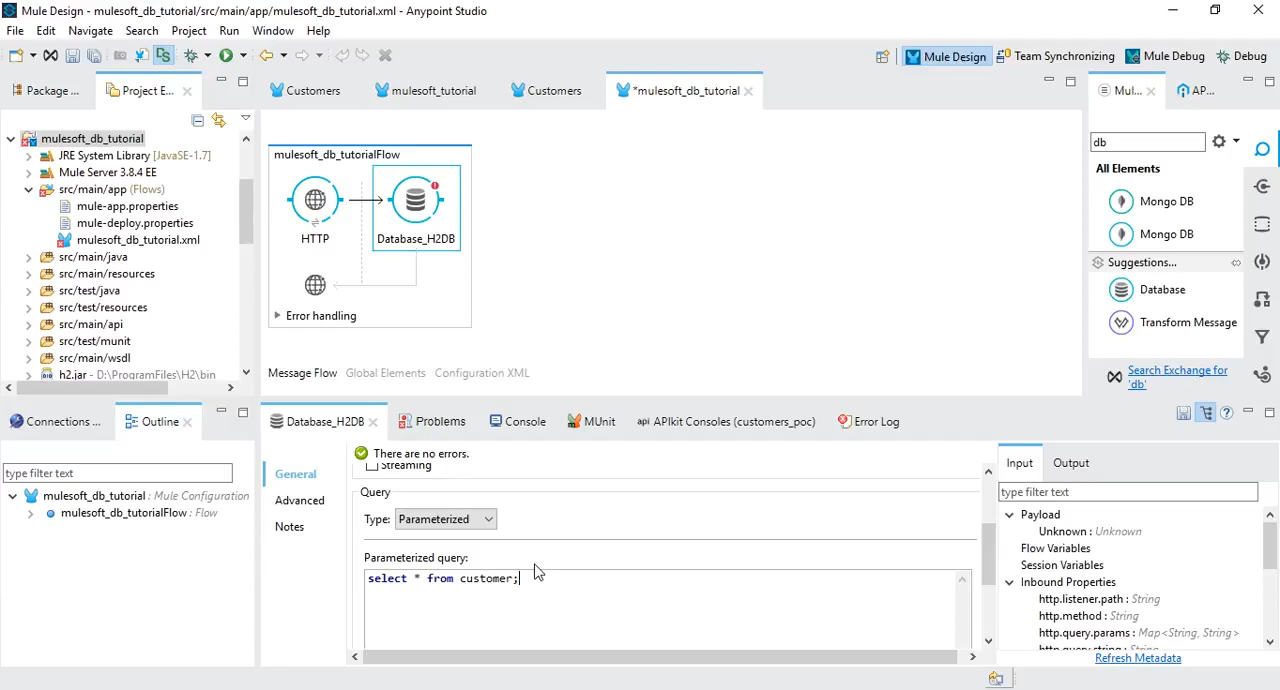 Mule Design - mulesoft_db_tutorial/src/main/app/mulesoft_db_tutorial.xml - Anypoint Studio
File Edit Navigate Search Project Run Window Help
Mule Design Team Synchronizing Mule Debug Debug
Package ... Project E... Customers mulesoft_tutorial Customers *mulesoft_db_tutorial Mul... AP...
mulesoft_db_tutorial
JRE System Library [JavaSE-1.7]
Mule Server 3.8.4 EE
src/main/app (Flows)
mule-app.properties
mule-deploy.properties
mulesoft_db_tutorial.xml
src/main/java
src/main/resources
src/test/java
src/test/resources
src/main/api
src/test/munit
src/main/wsdl
h2.jar - D:\ProgramFiles\H2\bin
mulesoft_db_tutorialFlow
HTTP Database_H2DB
Error handling
Message Flow Global Elements Configuration XML
db
All Elements
Mongo DB
Mongo DB
Suggestions...
Database
Transform Message
Search Exchange for 'db'
Connections ... Outline
type filter text
mulesoft_db_tutorial : Mule Configuration
mulesoft_db_tutorialFlow : Flow
Database_H2DB Problems Console MUnit api APIkit Consoles (customers_poc) Error Log
There are no errors.
General
Advanced
Notes
Streaming
Query
Type: Parameterized
Parameterized query:
select * from customer;
Input Output
type filter text
Payload
Unknown : Unknown
Flow Variables
Session Variables
Inbound Properties
http.listener.path : String
http.method : String
http.query.params : Map<String, String>
http.query.string : String
Refresh Metadata